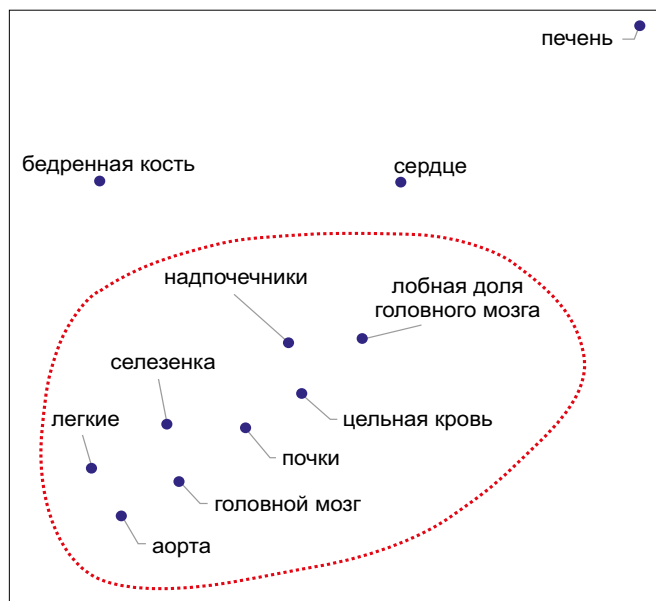 печень
бедренная кость
сердце
надпочечники
лобная доля
головного мозга
селезенка
легкие
цельная кровь
почки
головной мозг
аорта